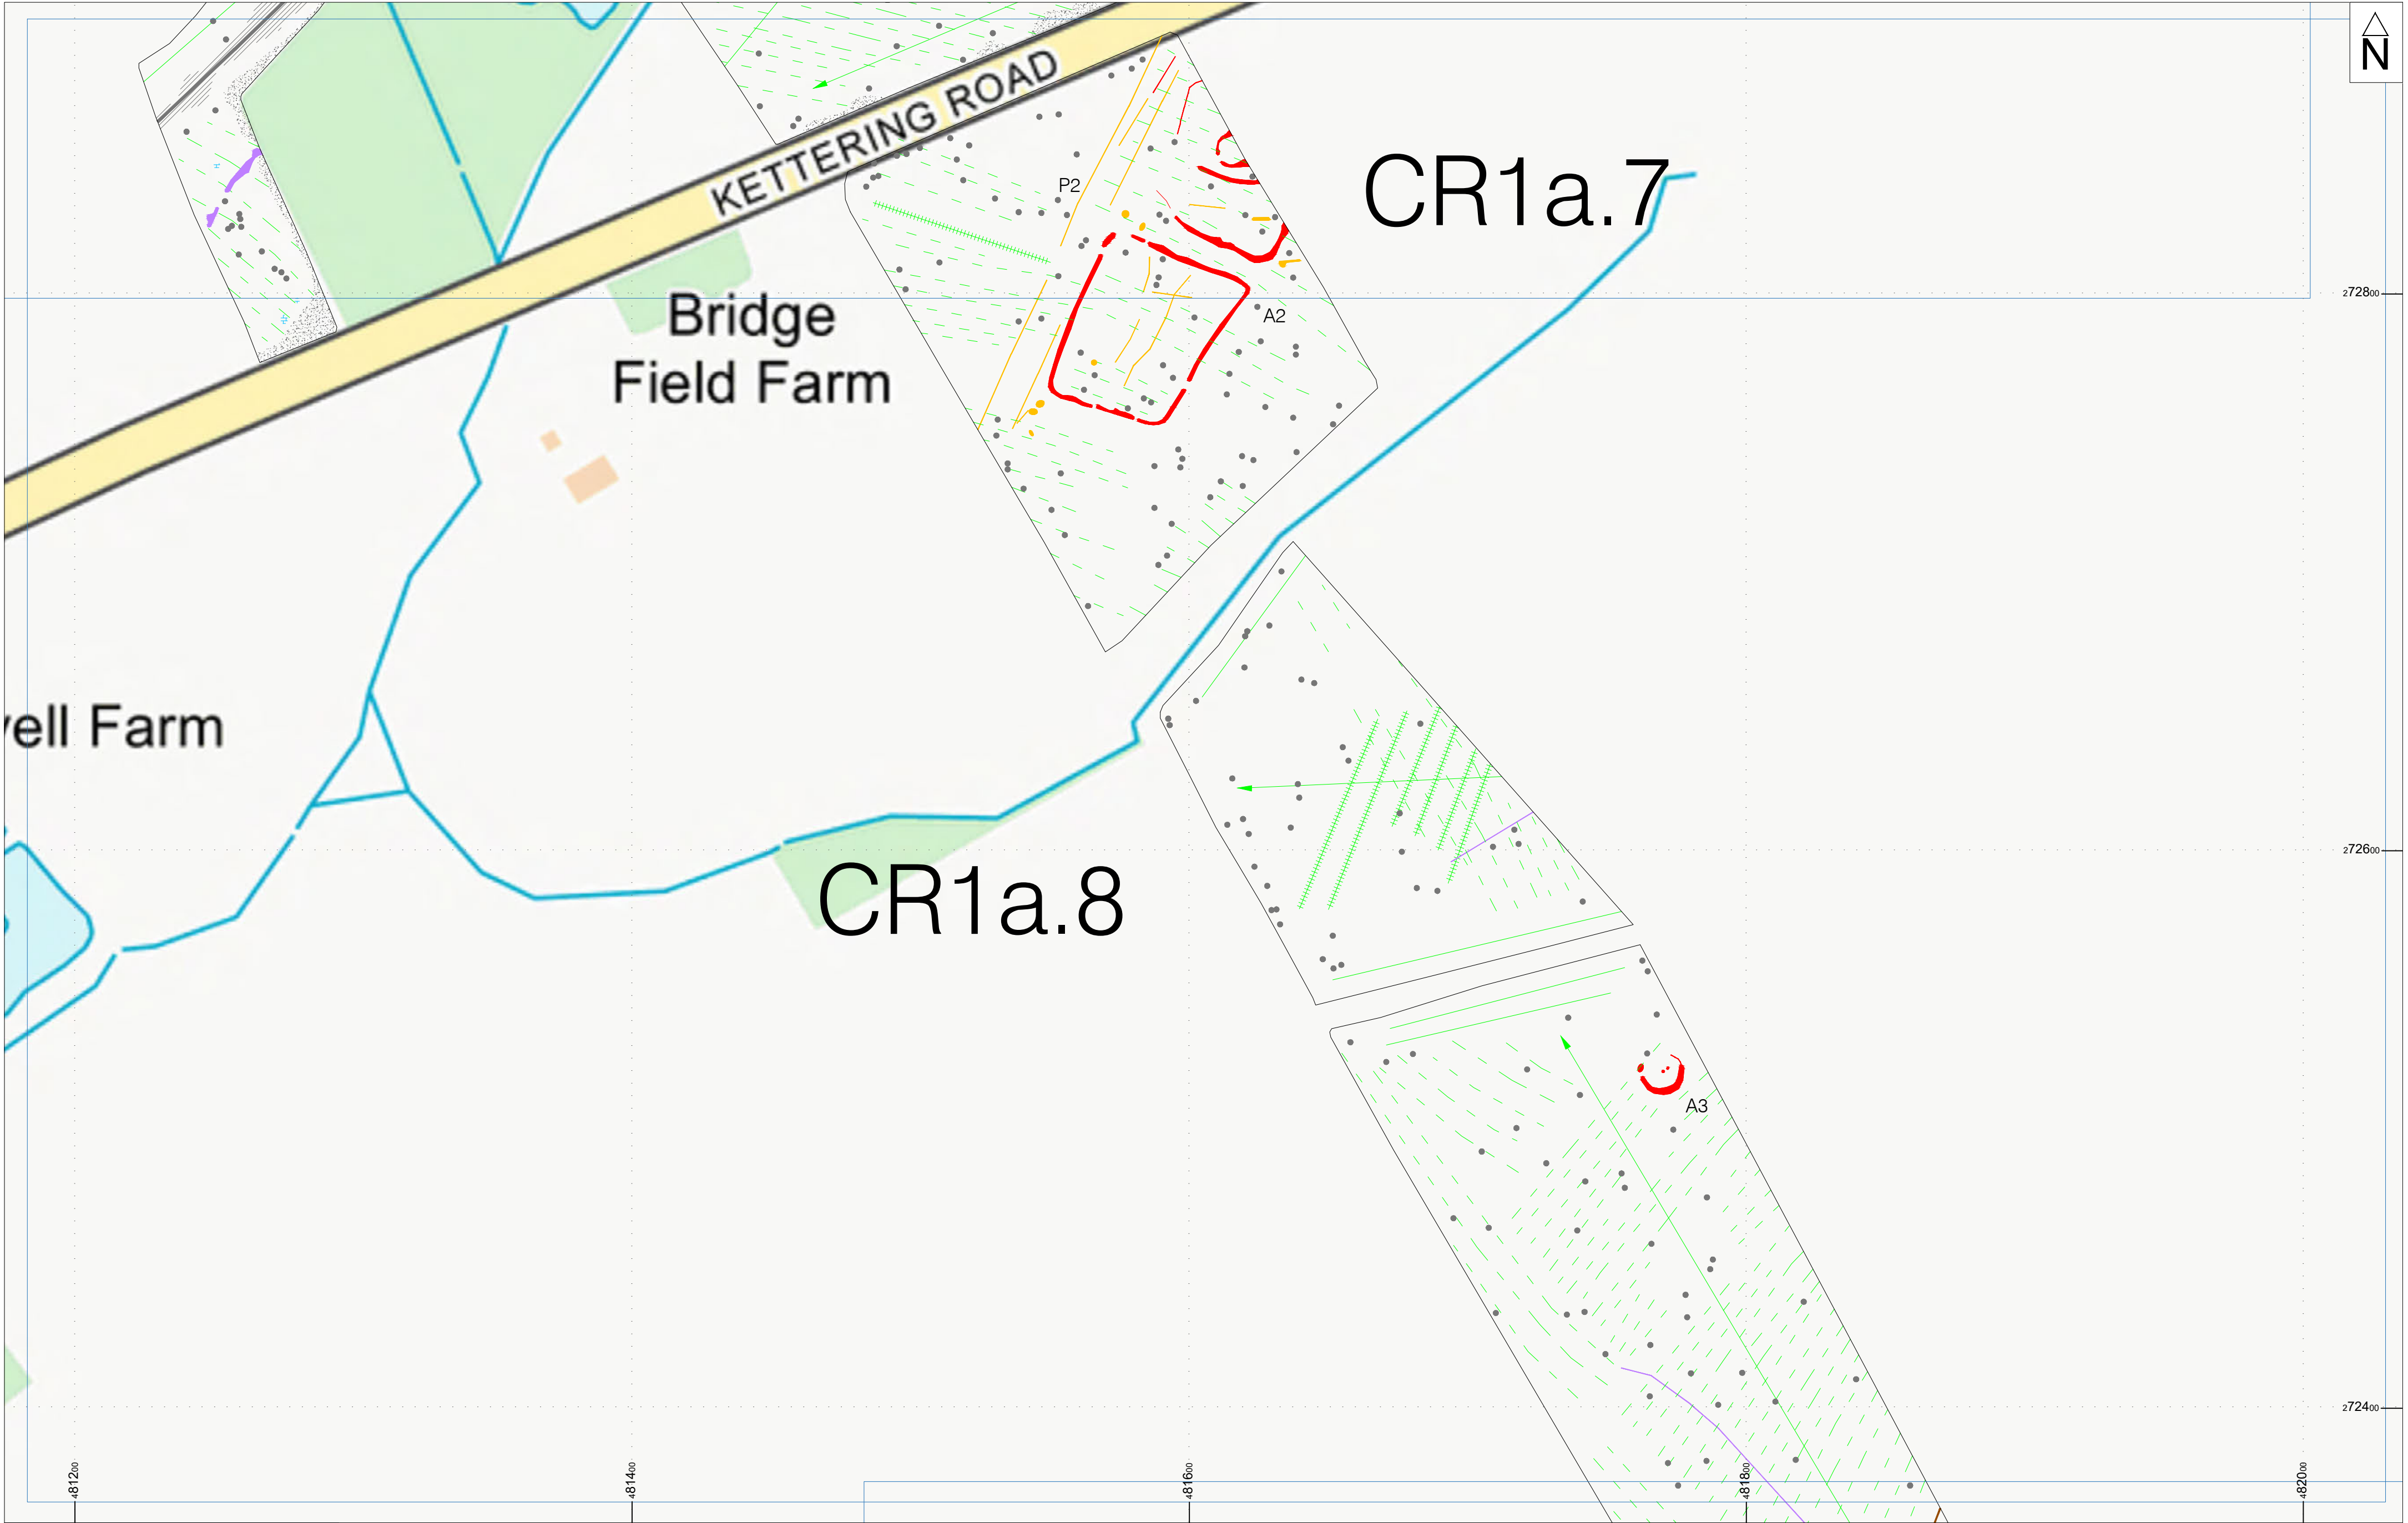 N
KETTERING ROAD
CR1a.7
P2
272800
Bridge
Field Farm
A2
ell Farm
272600
CR1a.8
A3
272400
481200
481400
481600
481800
482000